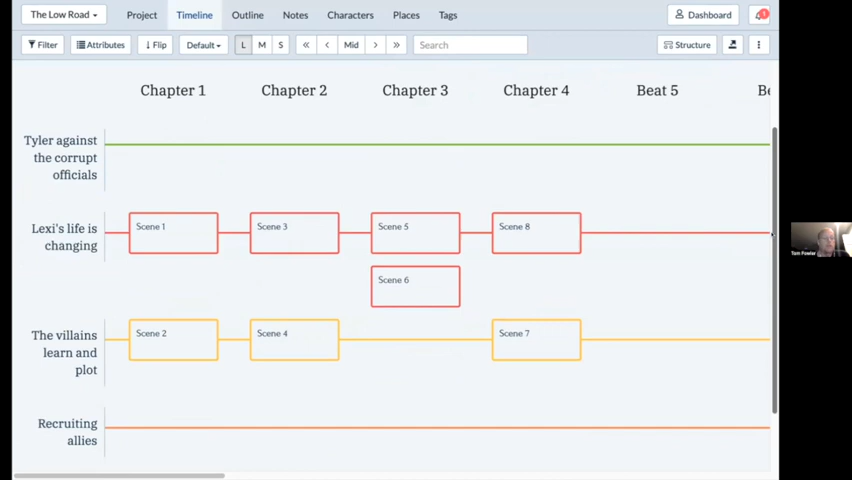 The Low Road
Project
Timeline
Outline
Notes
Characters
Places
Tags
Dashboard
Filter
Attributes
Flip
Default
L
M
S
Mid
Search
Structure
Chapter 1
Chapter 2
Chapter 3
Chapter 4
Beat 5
Be
Tyler against
the corrupt
officials
Lexi's life is
changing
Scene 1
Scene 3
Scene 5
Scene 8
Scene 6
The villains
learn and
plot
Scene 2
Scene 4
Scene 7
Recruiting
allies
Tom Fowler